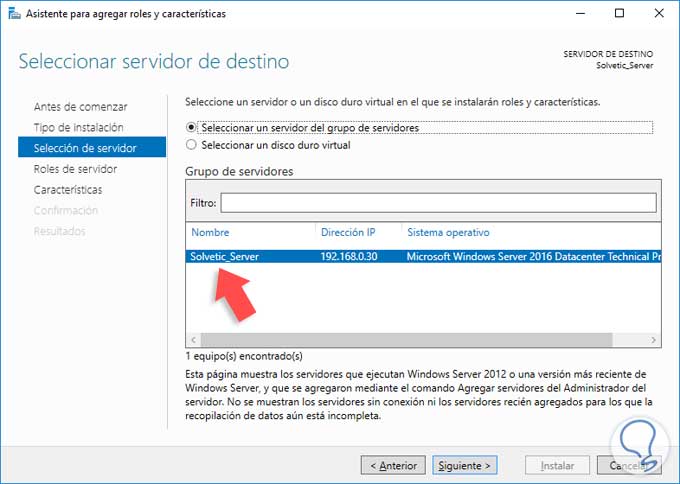 Asistente para agregar roles y características
Seleccionar servidor de destino
SERVIDOR DE DESTINO
Solvetic_Server
Antes de comenzar
Tipo de instalación
Selección de servidor
Roles de servidor
Características
Confirmación
Resultados
Seleccione un servidor o un disco duro virtual en el que se instalarán roles y características.
Seleccionar un servidor del grupo de servidores
Seleccionar un disco duro virtual
Grupo de servidores
Filtro:
Nombre Dirección IP Sistema operativo
Solvetic_Server 192.168.0.30 Microsoft Windows Server 2016 Datacenter Technical Pr
1 equipo(s) encontrado(s)
Esta página muestra los servidores que ejecutan Windows Server 2012 o una versión más reciente de
Windows Server, y que se agregaron mediante el comando Agregar servidores del Administrador del
servidor. No se muestran los servidores sin conexión ni los servidores recién agregados para los que la
recopilación de datos aún está incompleta.
< Anterior Siguiente > Instalar Cancelar